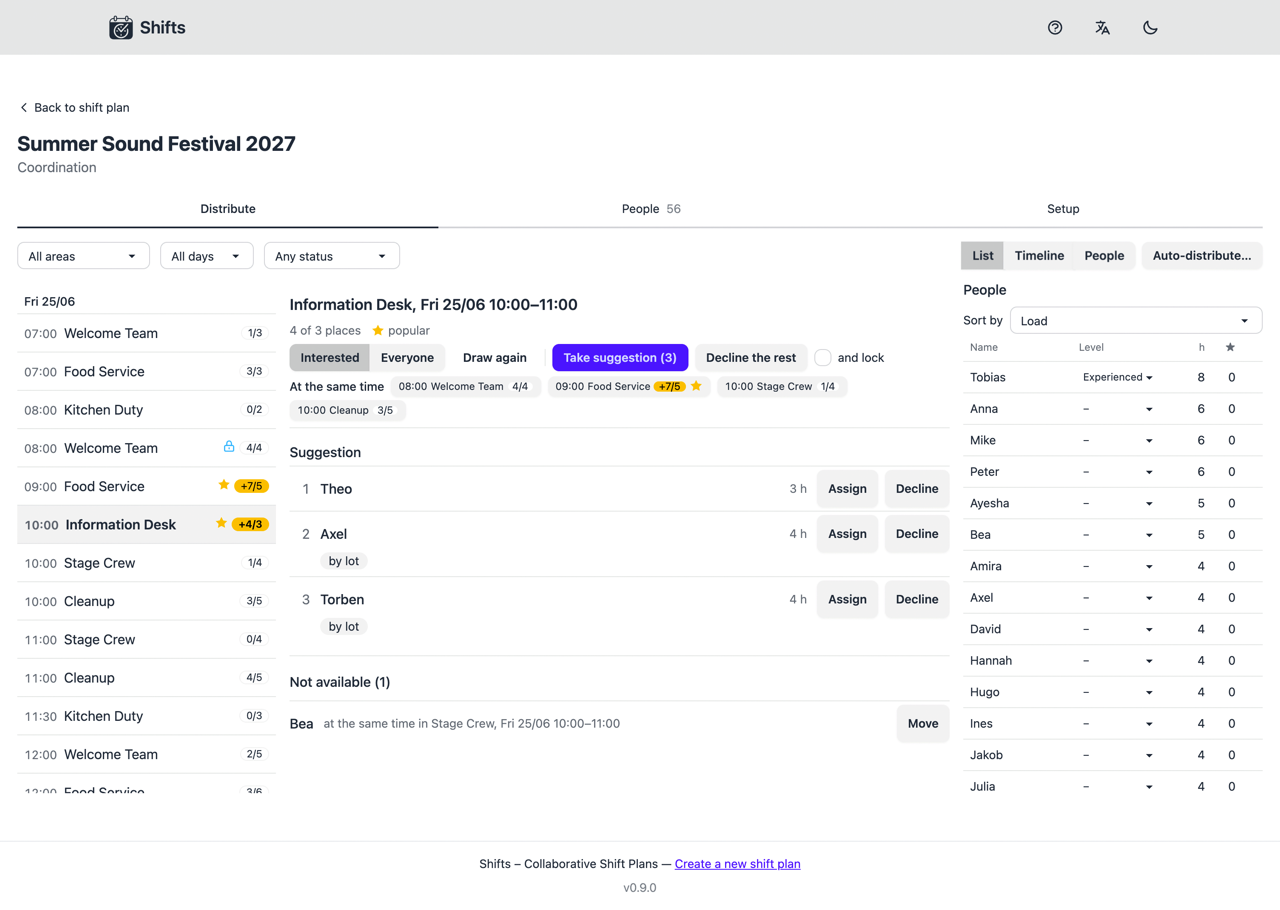 Shifts
Back to shift plan
Summer Sound Festival 2027
Coordination
Distribute
People 56
Setup
All areas
All days
Any status
List
Timeline
People
Auto-distribute...
Fri 25/06
07:00 Welcome Team 1/3
07:00 Food Service 3/3
08:00 Kitchen Duty 0/2
08:00 Welcome Team 4/4
09:00 Food Service +7/5
10:00 Information Desk +4/3
10:00 Stage Crew 1/4
10:00 Cleanup 3/5
11:00 Stage Crew 0/4
11:00 Cleanup 4/5
11:30 Kitchen Duty 0/3
12:00 Welcome Team 2/5
12:00 Food Service 3/6
Information Desk, Fri 25/06 10:00–11:00
4 of 3 places popular
Interested Everyone Draw again Take suggestion (3) Decline the rest and lock
At the same time 08:00 Welcome Team 4/4 09:00 Food Service +7/5 10:00 Stage Crew 1/4
10:00 Cleanup 3/5
Suggestion
1 Theo 3 h Assign Decline
2 Axel 4 h Assign Decline
by lot
3 Torben 4 h Assign Decline
by lot
Not available (1)
Bea at the same time in Stage Crew, Fri 25/06 10:00–11:00 Move
People
Sort by Load
Name Level h ★
Tobias Experienced 8 0
Anna – 6 0
Mike – 6 0
Peter – 6 0
Ayesha – 5 0
Bea – 5 0
Amira – 4 0
Axel – 4 0
David – 4 0
Hannah – 4 0
Hugo – 4 0
Ines – 4 0
Jakob – 4 0
Julia – 4 0
Shifts – Collaborative Shift Plans — Create a new shift plan
v0.9.0